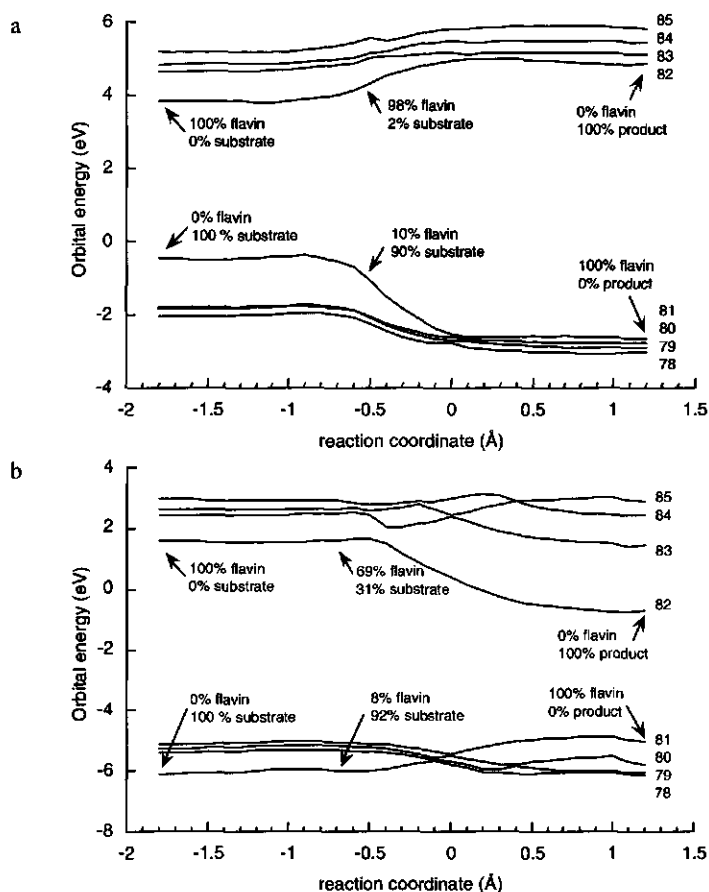 a
6
4
2
0
-2
-4
Orbital energy (eV)
100% flavin
0% substrate
98% flavin
2% substrate
0% flavin
100% product
85
84
83
82
0% flavin
100 % substrate
10% flavin
90% substrate
100% flavin
0% product
81
80
79
78
-2
-1.5
-1
-0.5
0
0.5
1
1.5
reaction coordinate (Å)
b
4
2
0
-2
-4
-6
-8
Orbital energy (eV)
100% flavin
0% substrate
69% flavin
31% substrate
0% flavin
100% product
85
84
83
82
0% flavin
100 % substrate
8% flavin
92% substrate
100% flavin
0% product
81
80
79
78
-2
-1.5
-1
-0.5
0
0.5
1
1.5
reaction coordinate (Å)